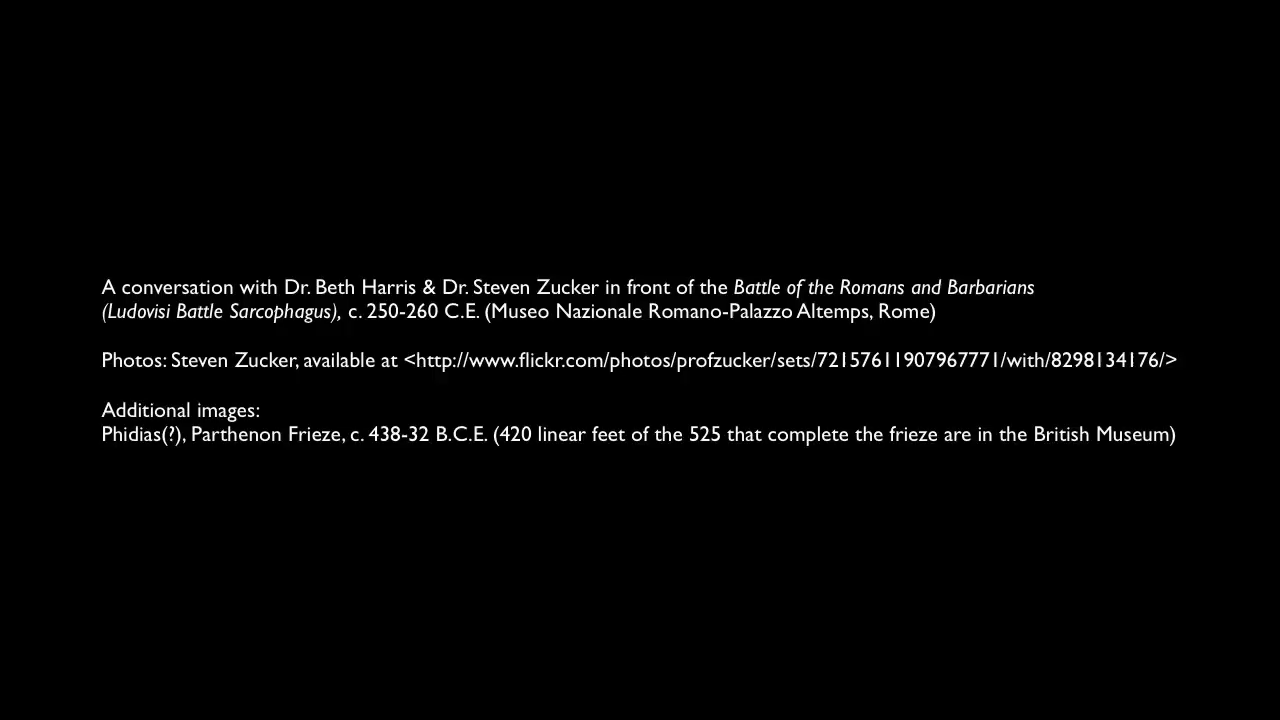 A conversation with Dr. Beth Harris & Dr. Steven Zucker in front of the Battle of the Romans and Barbarians
(Ludovisi Battle Sarcophagus), c. 250-260 C.E. (Museo Nazionale Romano-Palazzo Altemps, Rome)
Photos: Steven Zucker, available at <http://www.flickr.com/photos/profzucker/sets/72157611907967771/with/8298134176/>
Additional images:
Phidias(?), Parthenon Frieze, c. 438-32 B.C.E. (420 linear feet of the 525 that complete the frieze are in the British Museum)